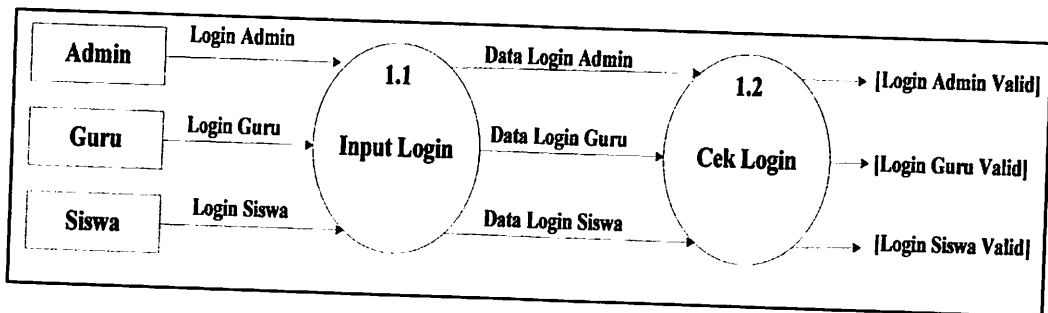 Admin
Login Admin
1.1
Data Login Admin
1.2
[Login Admin Valid]
Guru
Login Guru
Input Login
Data Login Guru
Cek Login
[Login Guru Valid]
Siswa
Login Siswa
Data Login Siswa
[Login Siswa Valid]